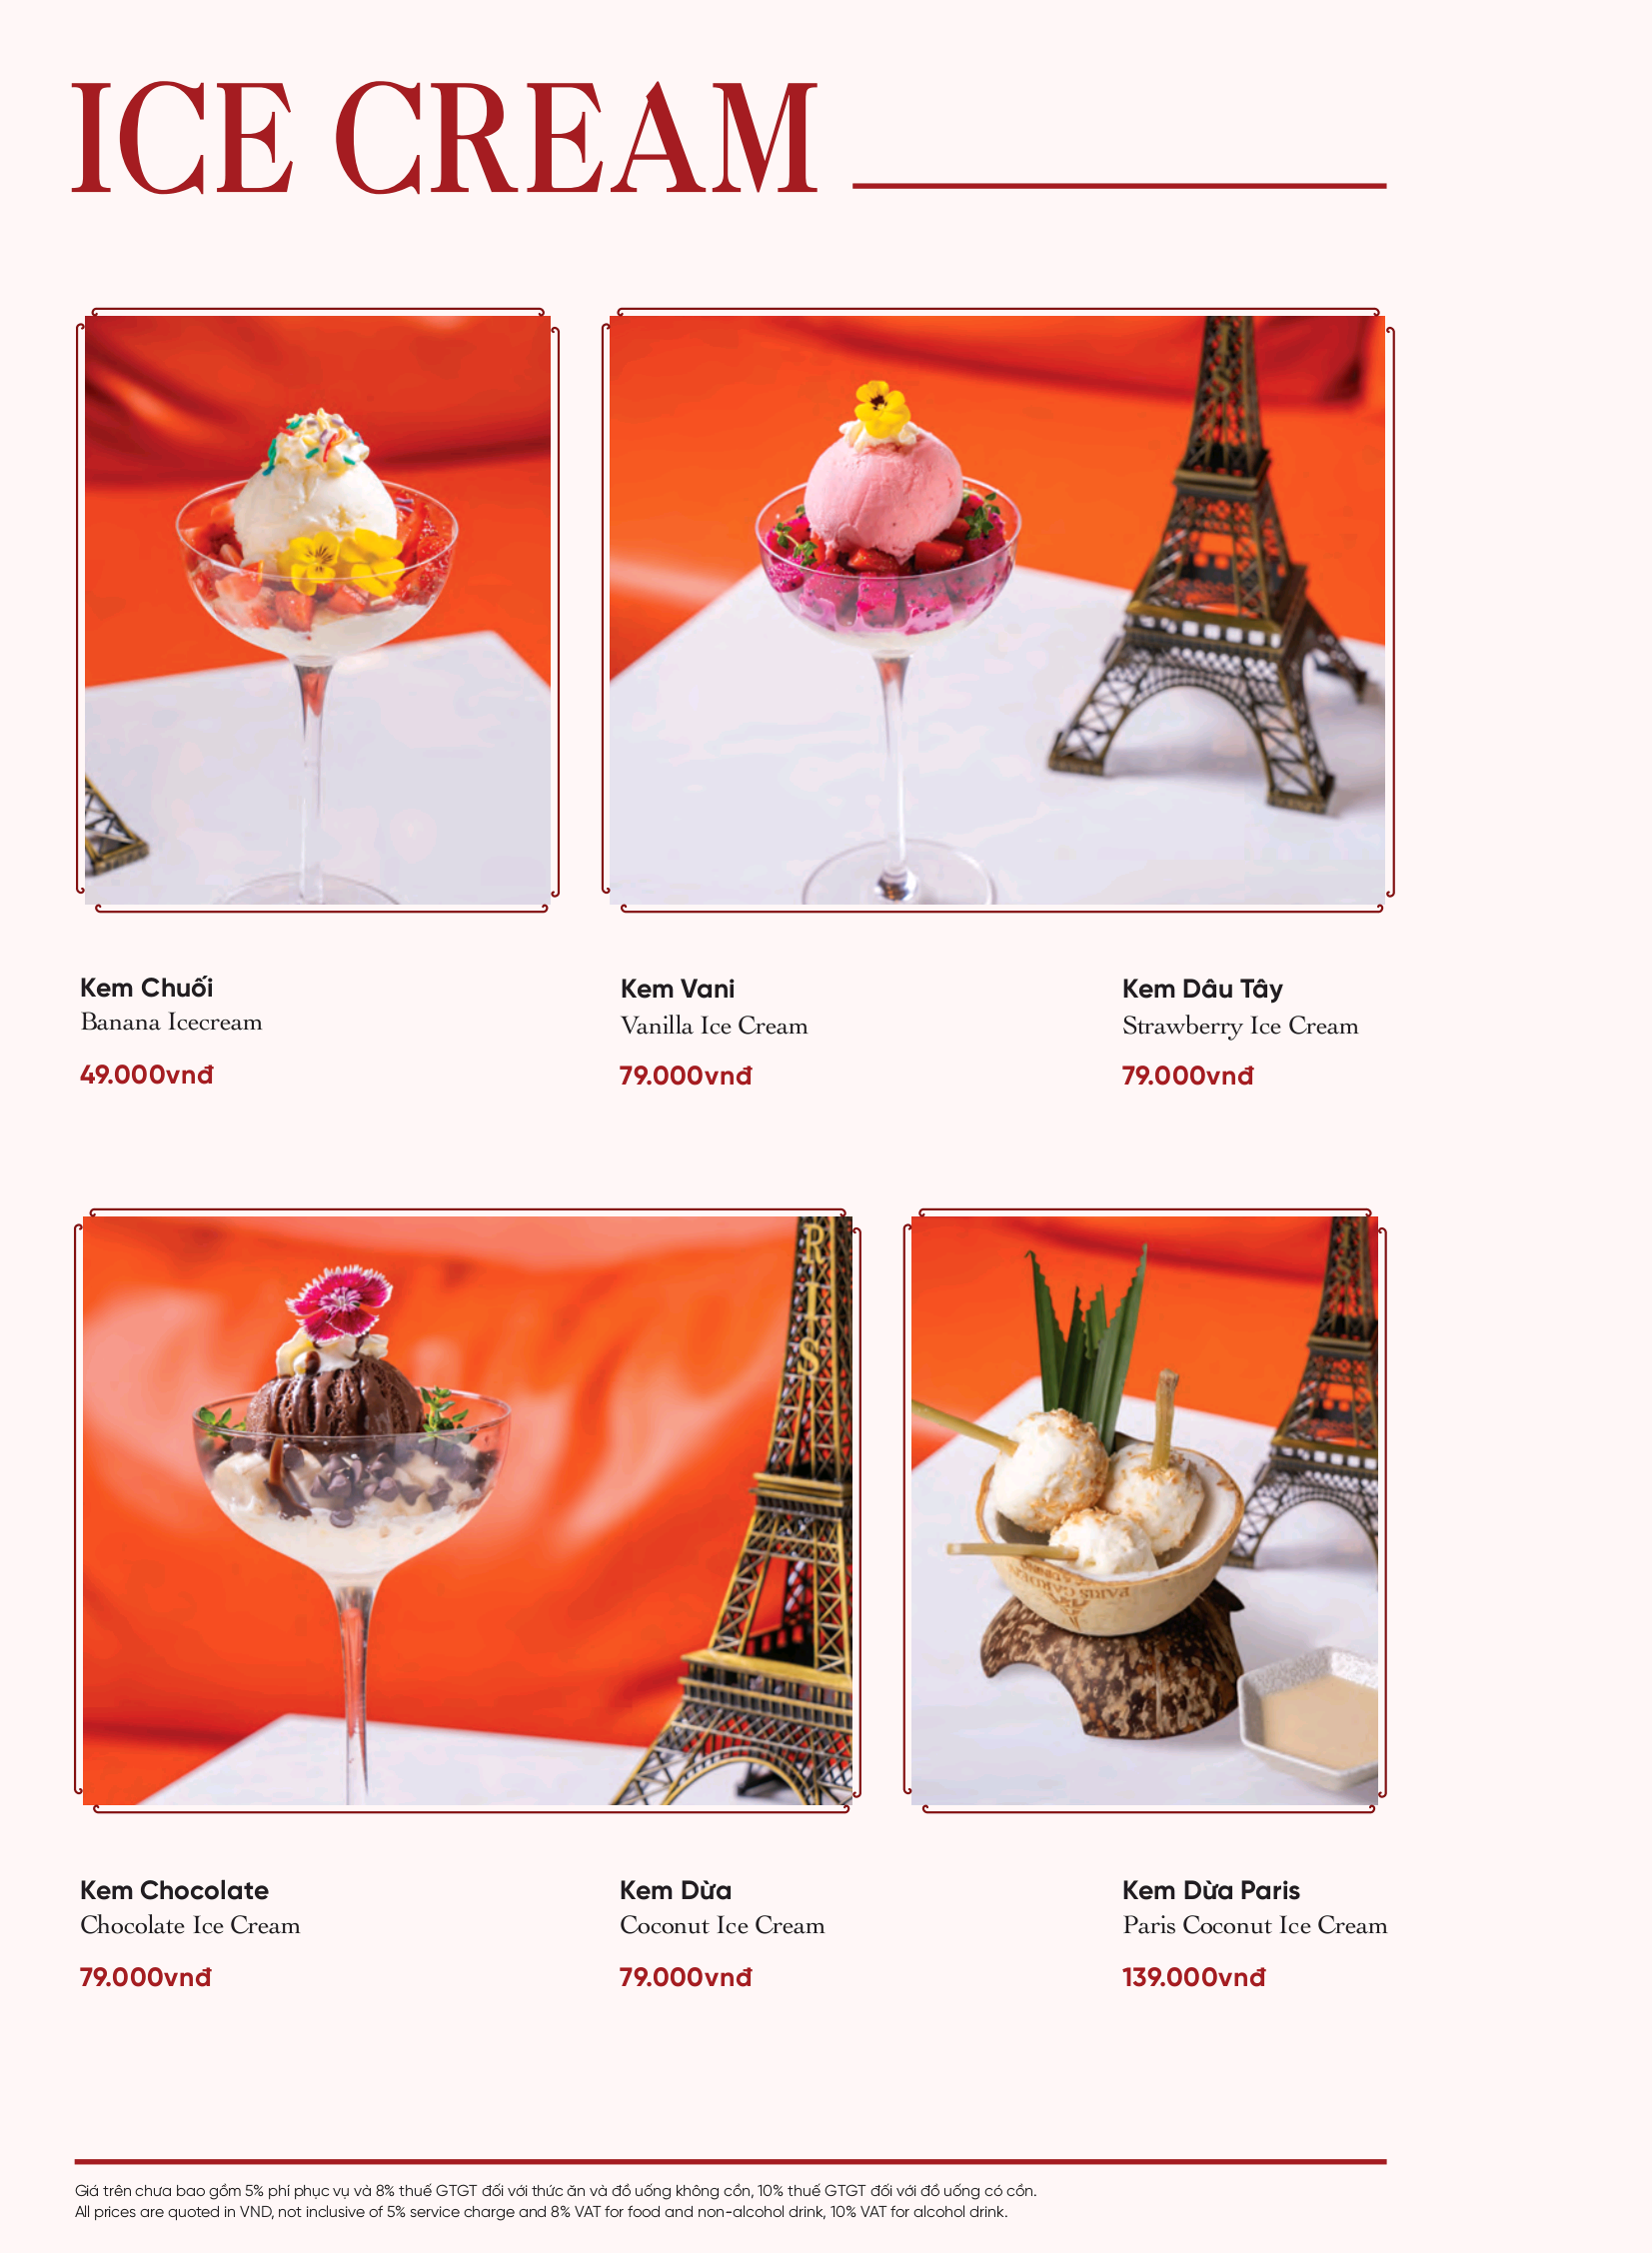 ICE CREAM
Kem Chuối
Banana Icecream
49.000vnđ
Kem Vani
Vanilla Ice Cream
79.000vnđ
Kem Dâu Tây
Strawberry Ice Cream
79.000vnđ
R
I
S
PARIS GARDEN
Kem Chocolate
Chocolate Ice Cream
79.000vnđ
Kem Dừa
Coconut Ice Cream
79.000vnđ
Kem Dừa Paris
Paris Coconut Ice Cream
139.000vnđ
Giá trên chưa bao gồm 5% phí phục vụ và 8% thuế GTGT đối với thức ăn và đồ uống không cồn, 10% thuế GTGT đối với đồ uống có cồn.
All prices are quoted in VND, not inclusive of 5% service charge and 8% VAT for food and non-alcohol drink, 10% VAT for alcohol drink.